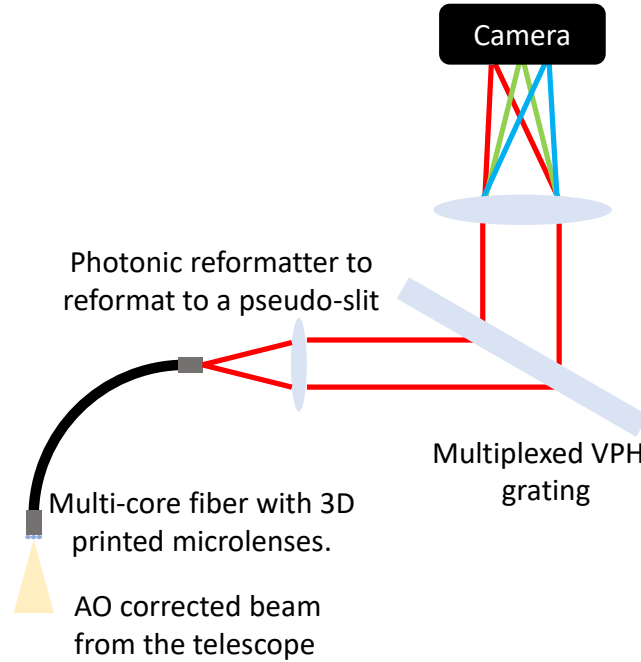 Camera
Photonic reformatter to
reformat to a pseudo-slit
Multiplexed VPH
grating
Multi-core fiber with 3D
printed microlenses.
AO corrected beam
from the telescope